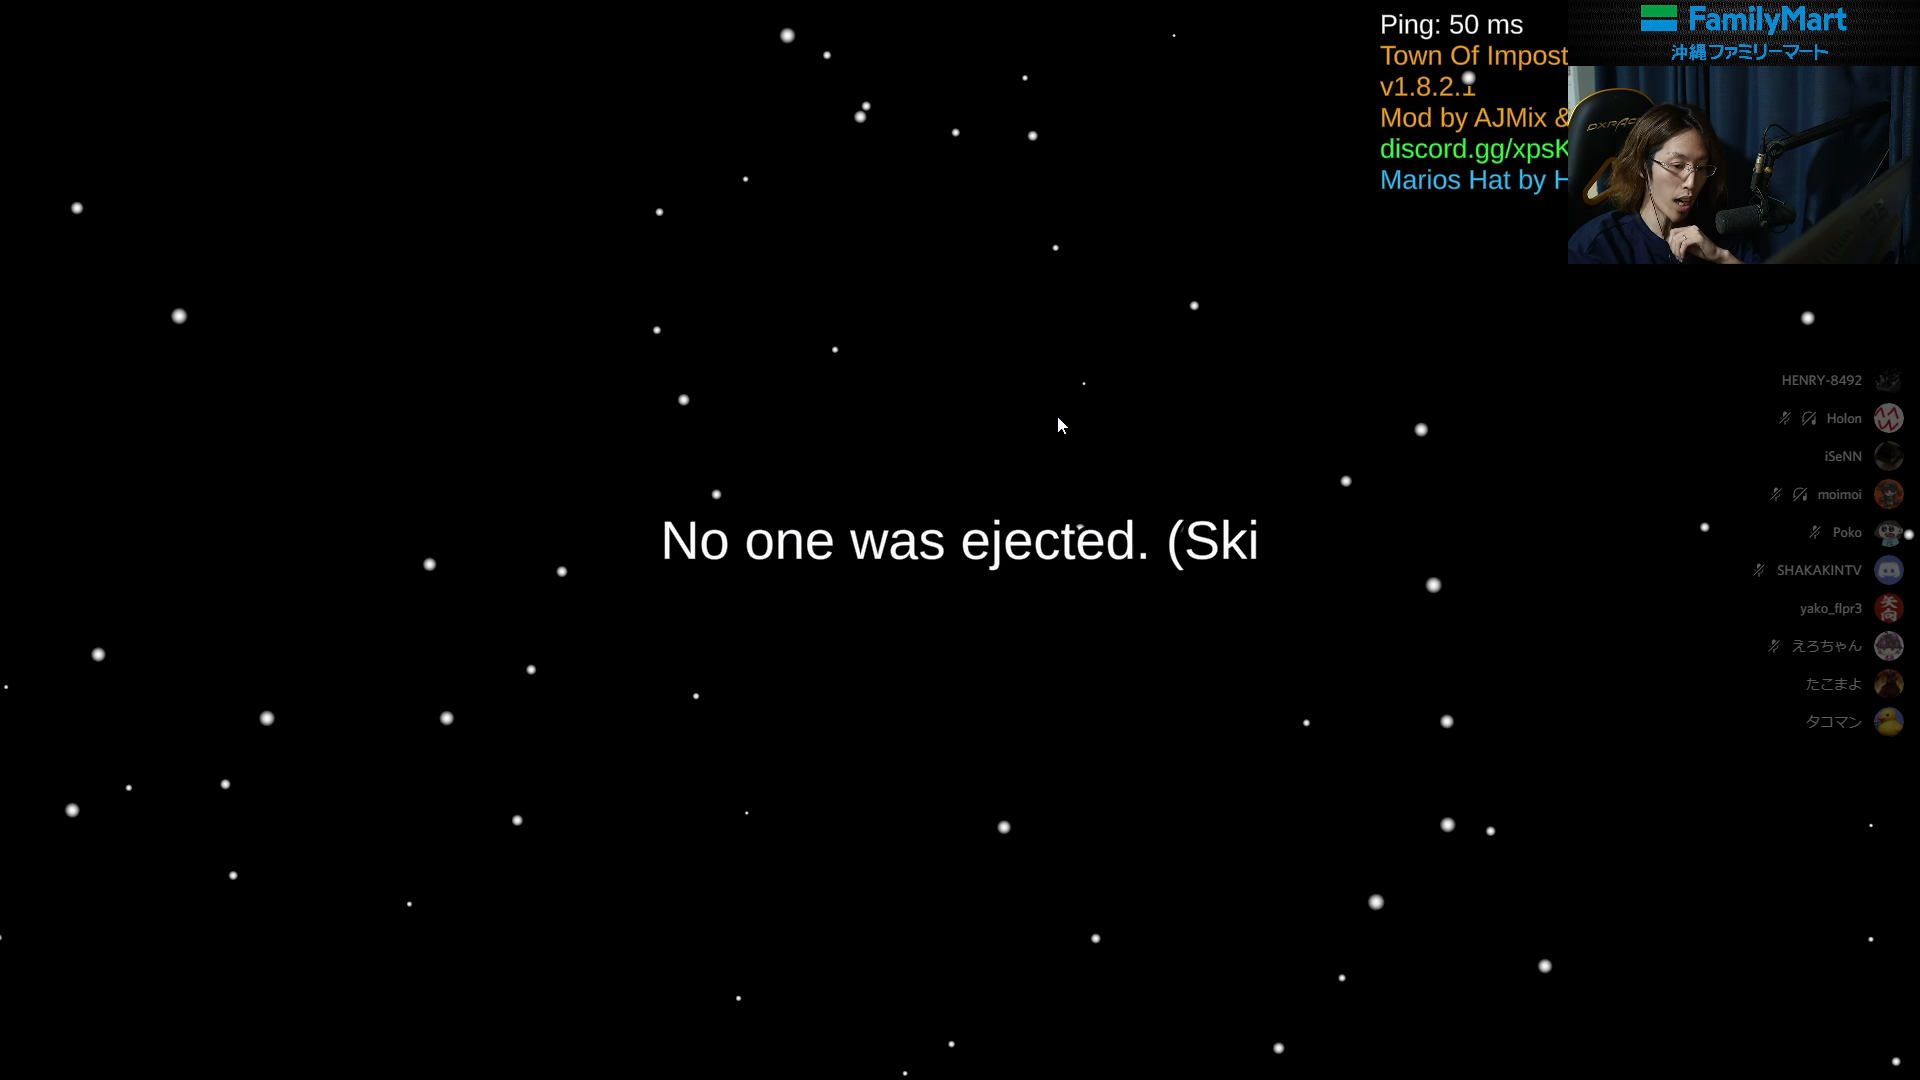 Ping: 50 ms
Town Of Impost
v1.8.2.1
Mod by AJMix &
discord.gg/xpsK
Marios Hat by H
FamilyMart
沖縄ファミリーマート
HENRY-8492
Holon
iSeNN
moimoi
Poko
SHAKAKINTV
yako_flpr3
矢向
えろちゃん
たこまよ
タコマン
No one was ejected. (Ski